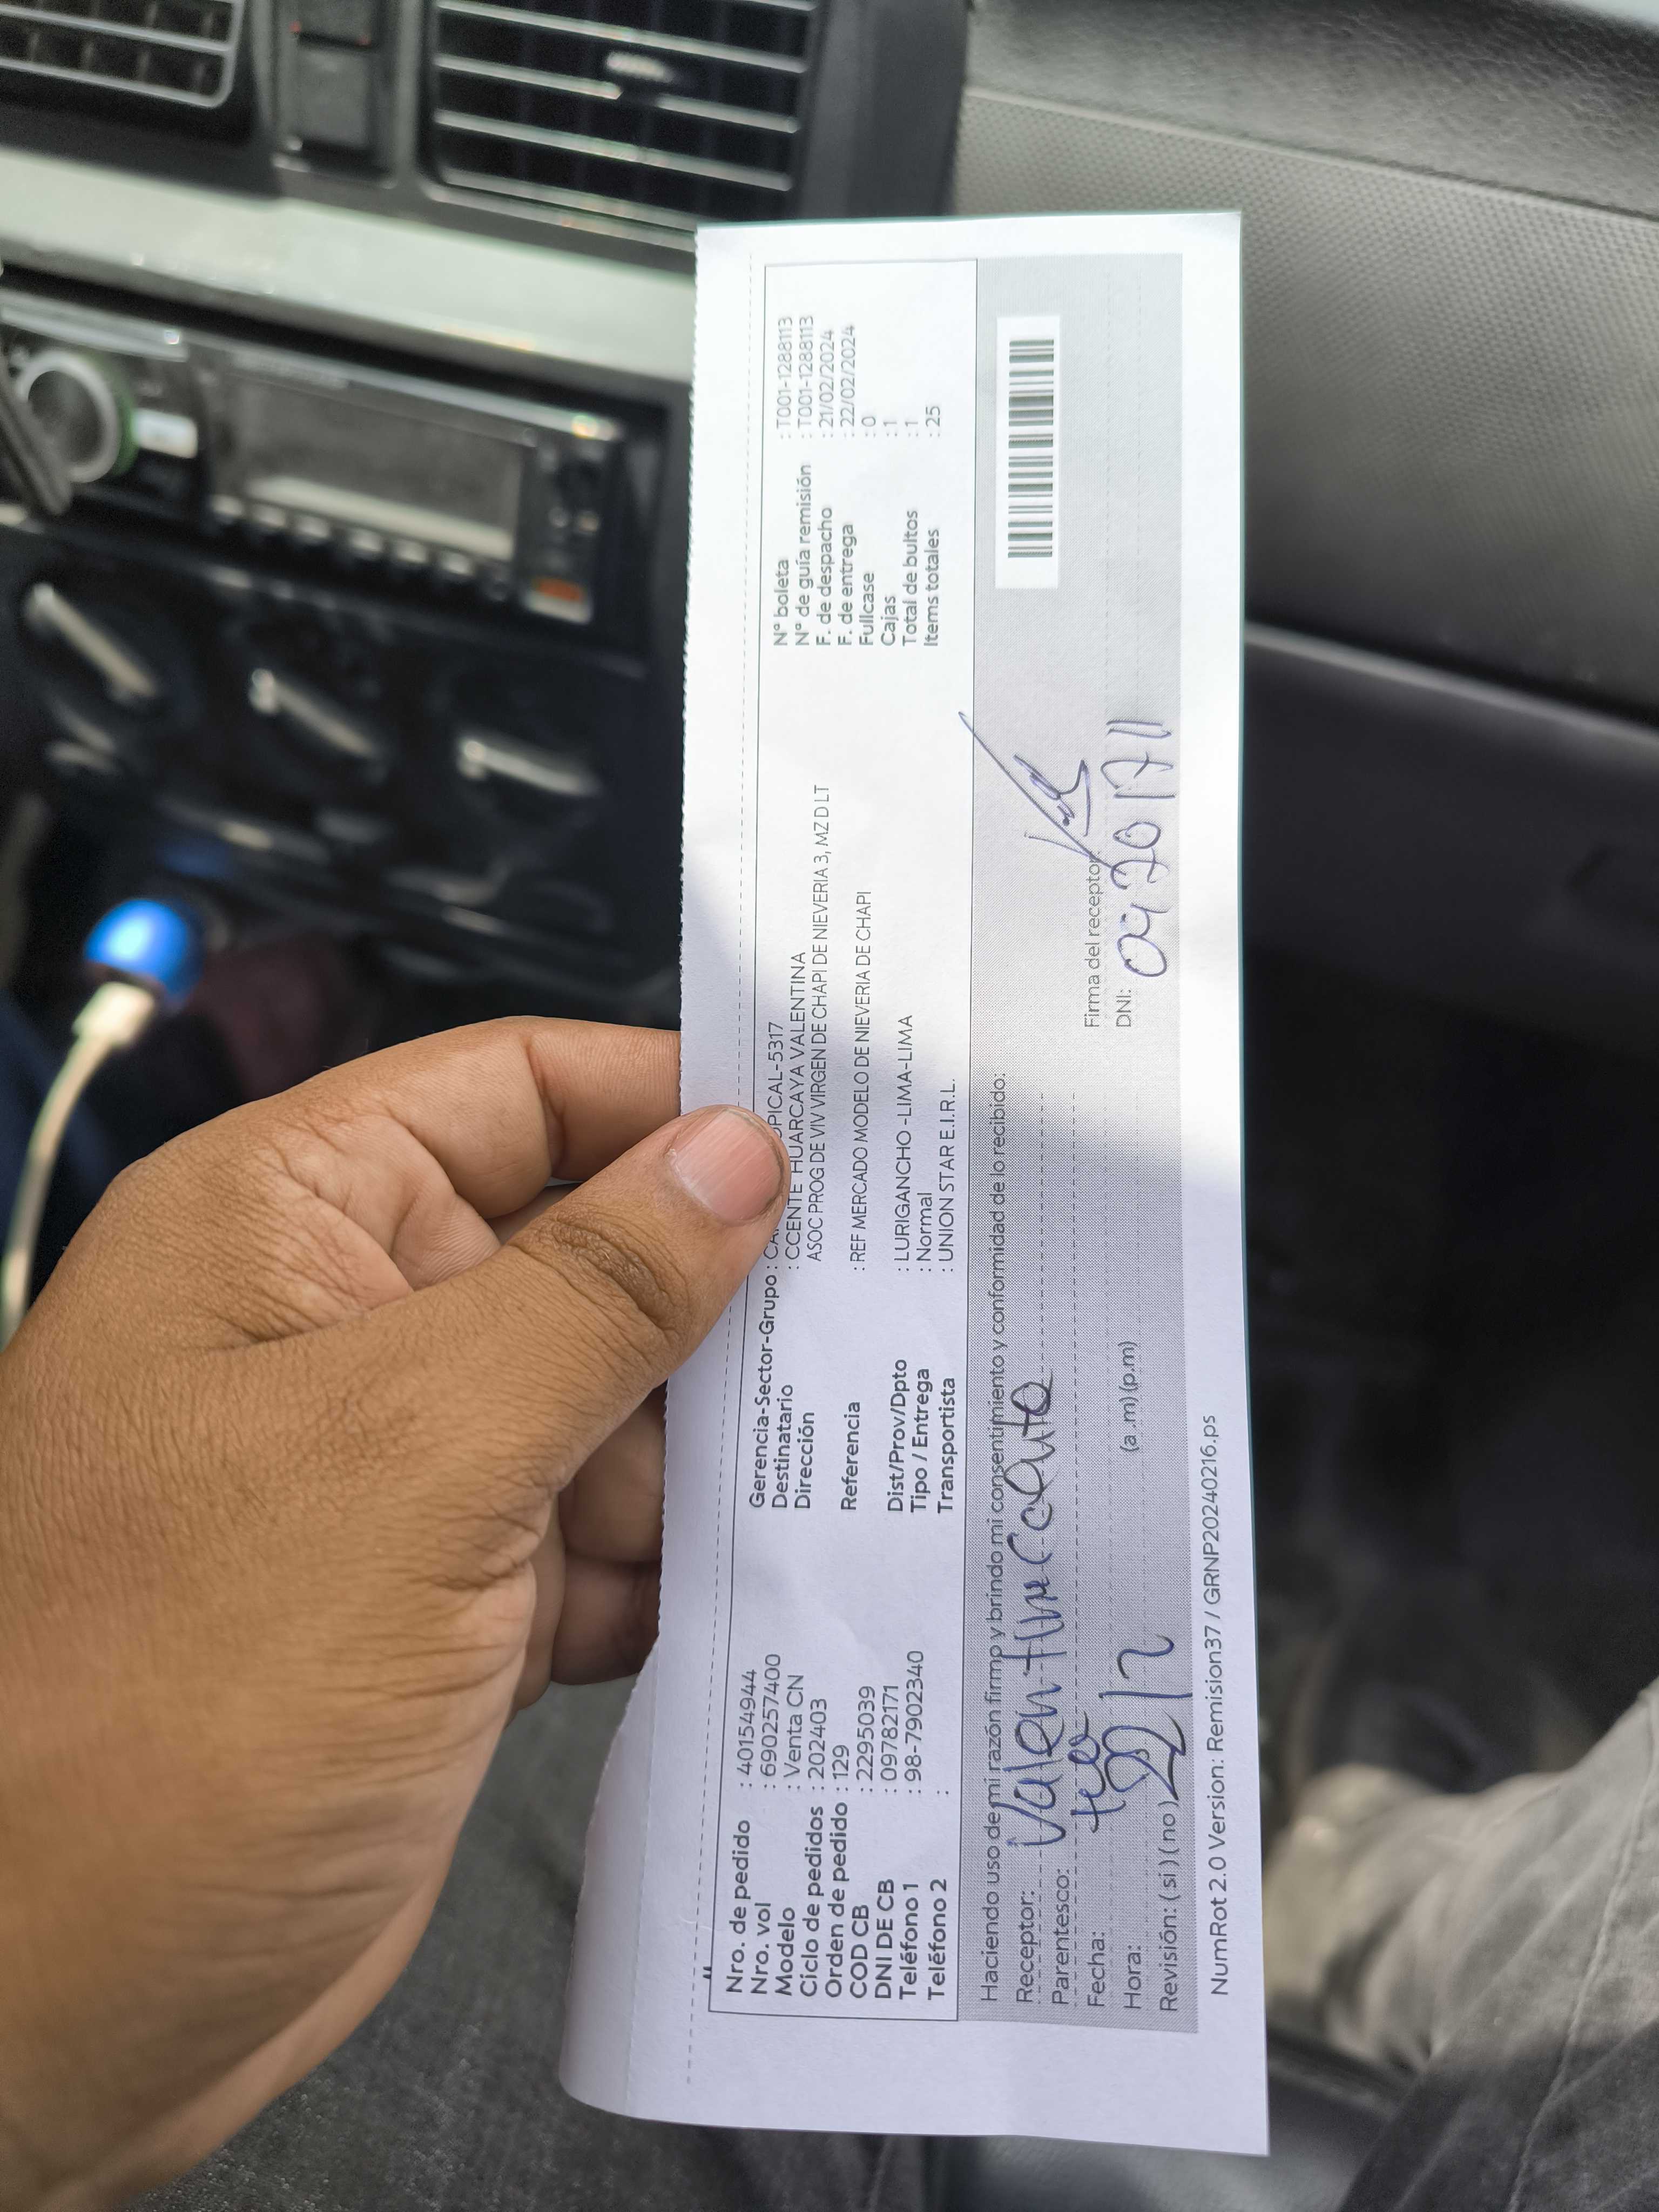 Nro. de pedido : 40154944
Nro. vol : 690257400
Modelo : Venta CN
Ciclo de pedidos : 202403
Orden de pedido : 129
COD CB : 2295039
DNI DE CB : 09782171
Teléfono 1 : 98-7902340
Teléfono 2 :
Gerencia-Sector-Grupo : OPICAL-5317
Destinatario : CCENTE HUARCAYA VALENTINA
Dirección ASOC PROG DE VIV VIRGEN DE CHAPI DE NIEVERIA 3, MZ D LT
Referencia : REF MERCADO MODELO DE NIEVERIA DE CHAPI
Dist/Prov/Dpto : LURIGANCHO -LIMA-LIMA
Tipo / Entrega : Normal
Transportista : UNION STAR E.I.R.L.
Nª boleta : T001-1288113
Nª de guía remisión : T001-1288113
F. de despacho : 21/02/2024
F. de entrega : 22/02/2024
Fullcase : 0
Cajas : 1
Total de bultos : 1
Items totales : 25
Haciendo uso de mi razón firmo y brindo mi consentimiento y conformidad de lo recibido:
Receptor:
Parentesco:
Fecha:
Hora: (a .m) (p.m)
Revisión: ( si ) ( no )
Firma del receptor:
DNI:
NumRot 2.0 Version: Remision37 / GRNP20240216.ps